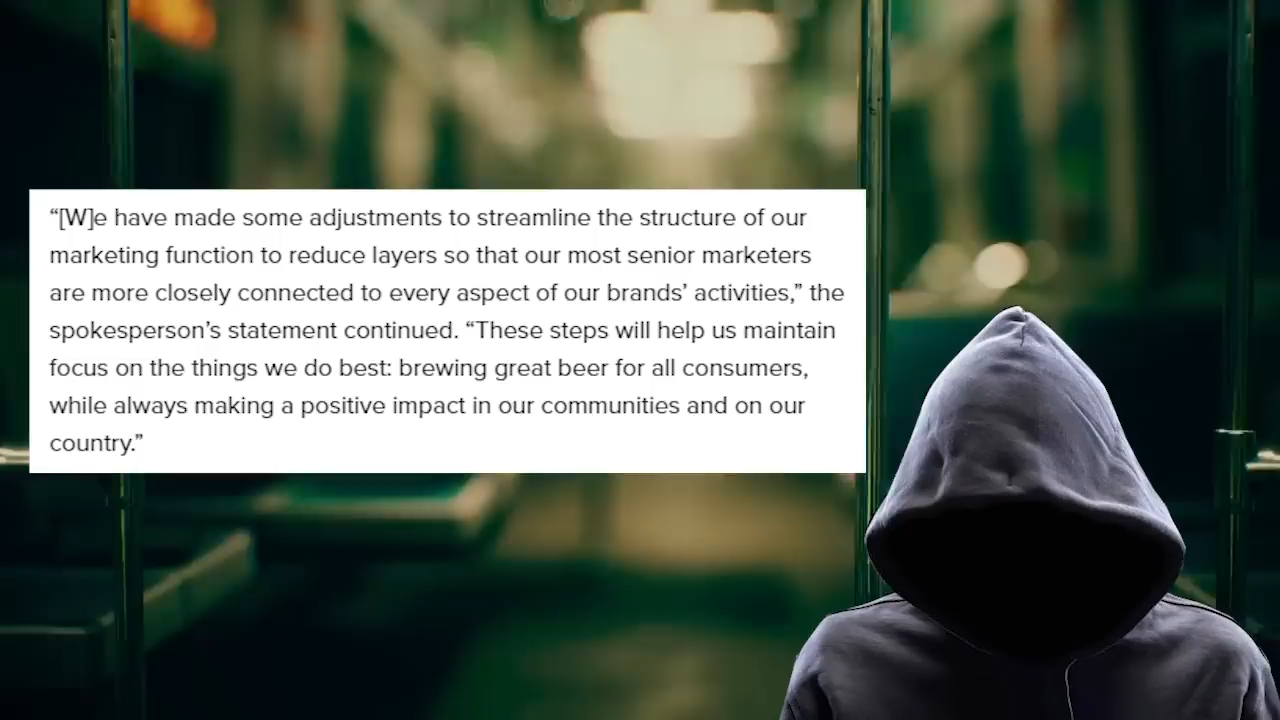 “[W]e have made some adjustments to streamline the structure of our
marketing function to reduce layers so that our most senior marketers
are more closely connected to every aspect of our brands’ activities,” the
spokesperson’s statement continued. “These steps will help us maintain
focus on the things we do best: brewing great beer for all consumers,
while always making a positive impact in our communities and on our
country.”